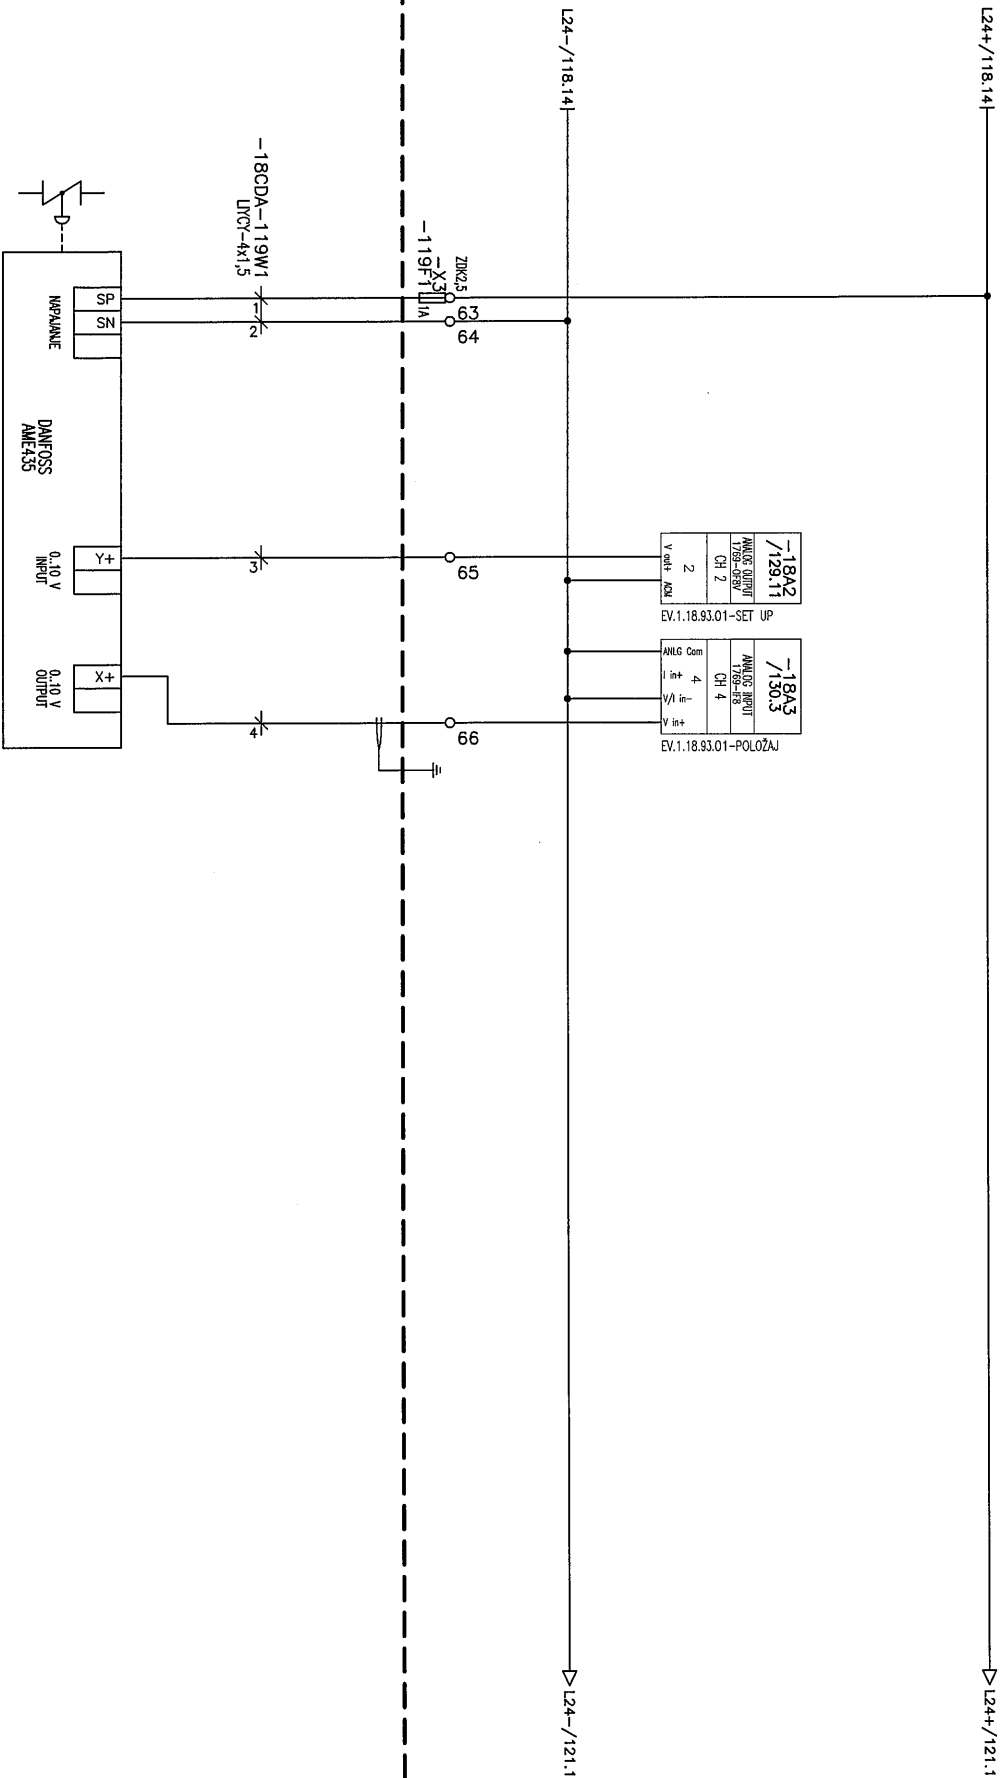 L24+/118.14
L24-/118.14
-18A2
/129.11
ANALOG OUTPUT
1769-OF8V
CH 2
2
V out+
ACM
EV.1.18.93.01-SET UP
-18A3
/130.3
ANALOG INPUT
1769-IF8
CH 4
4
ANLG Com
I in+
V/I in-
V in+
EV.1.18.93.01-POLOŽAJ
ZDK2,5
-X3
-119F1
1A
63
64
65
66
-18CDA-119W1
LIYCY-4x1,5
1
2
3
4
SP
SN
NAPAJANJE
DANFOSS
AME435
Y+
0..10 V
INPUT
X+
0..10 V
OUTPUT
L24+/121.1
L24-/121.1